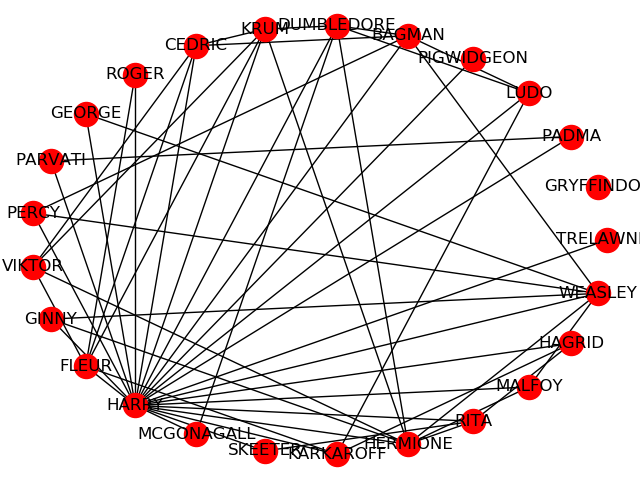 KRUM
DUMBLEDORE
BAGMAN
CEDRIC
PIGWIDGEON
ROGER
LUDO
GEORGE
PADMA
PARVATI
GRYFFINDO
PERCY
TRELAWN
VIKTOR
WEASLEY
GINNY
HAGRID
FLEUR
MALFOY
HARRY
RITA
MCGONAGALL
HERMIONE
SKEETER
KARKAROFF